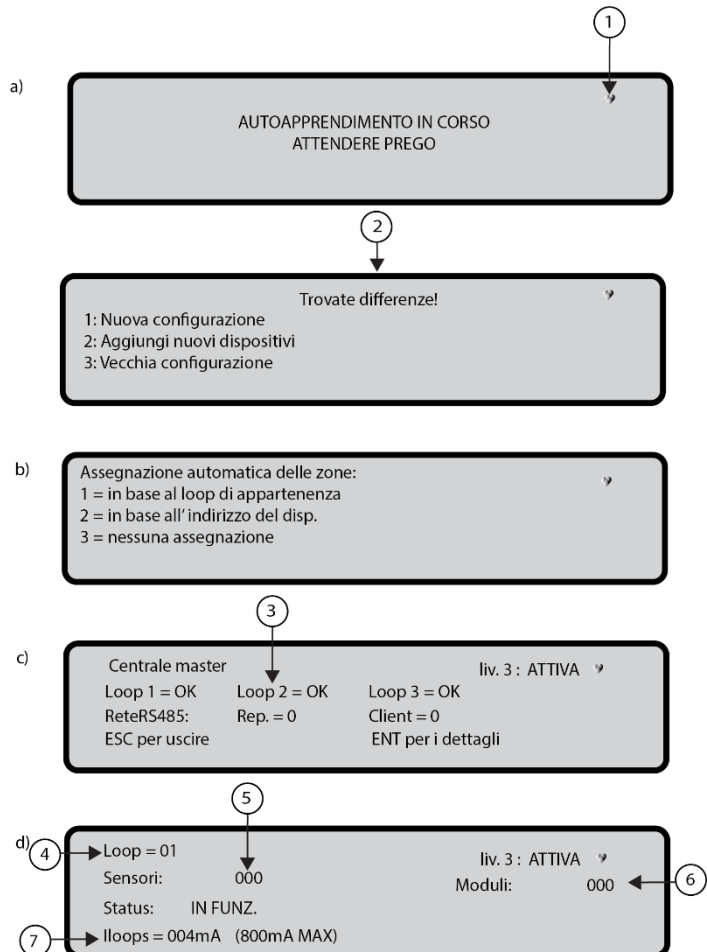 1
a)
AUTOAPPRENDIMENTO IN CORSO
ATTENDERE PREGO
2
Trovate differenze!
1: Nuova configurazione
2: Aggiungi nuovi dispositivi
3: Vecchia configurazione
b)
Assegnazione automatica delle zone:
1 = in base al loop di appartenenza
2 = in base all' indirizzo del disp.
3 = nessuna assegnazione
3
c)
Centrale master liv. 3 : ATTIVA
Loop 1 = OK Loop 2 = OK Loop 3 = OK
ReteRS485: Rep. = 0 Client = 0
ESC per uscire ENT per i dettagli
5
d)
4 Loop = 01 liv. 3 : ATTIVA
Sensori: 000 Moduli: 000 6
Status: IN FUNZ.
7 Iloops = 004mA (800mA MAX)